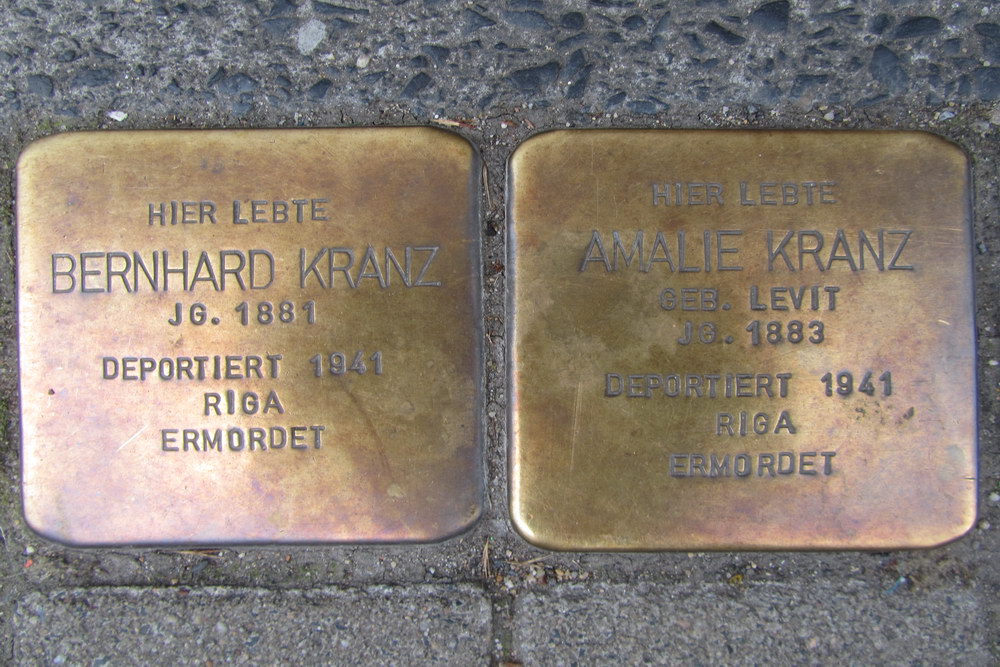 HIER LEBTE
BERNHARD KRANZ
JG. 1881
DEPORTIERT 1941
RIGA
ERMORDET
HIER LEBTE
AMALIE KRANZ
GEB. LEVIT
JG. 1883
DEPORTIERT 1941
RIGA
ERMORDET